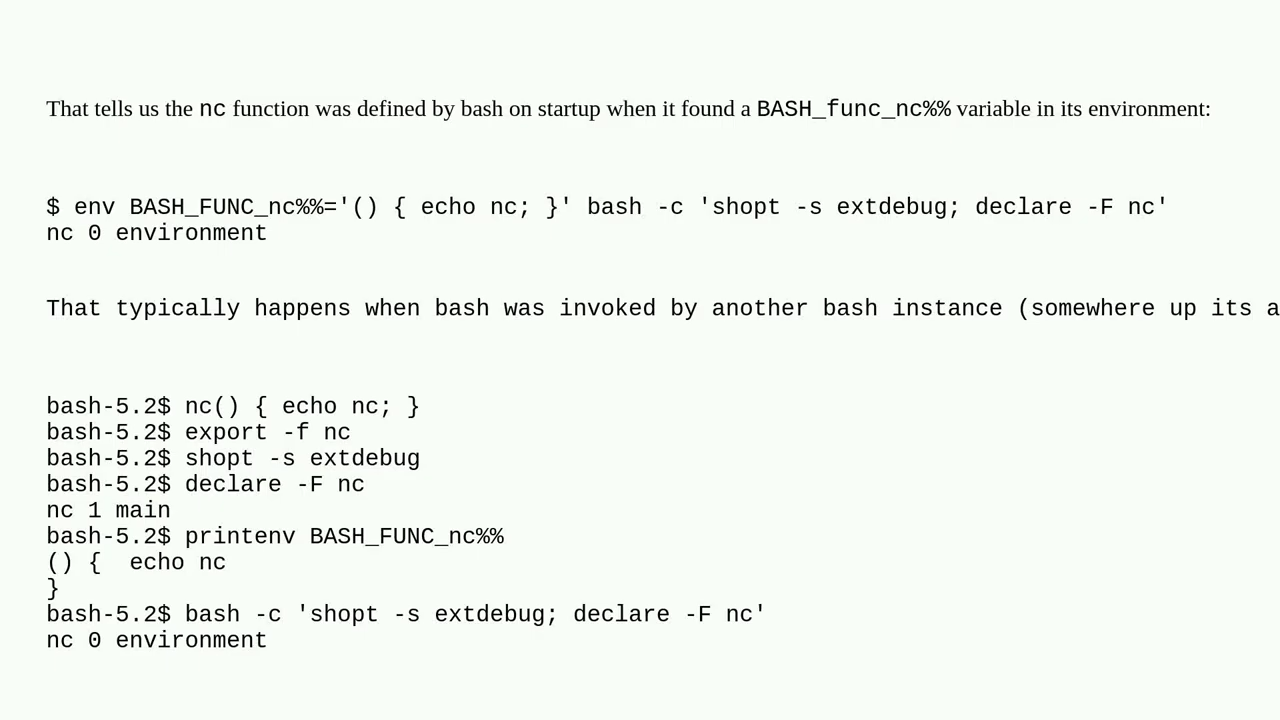 That tells us the nc function was defined by bash on startup when it found a BASH_func_nc%% variable in its environment:
$ env BASH_FUNC_nc%%='() { echo nc; }' bash -c 'shopt -s extdebug; declare -F nc'
nc 0 environment
That typically happens when bash was invoked by another bash instance (somewhere up its a
bash-5.2$ nc() { echo nc; }
bash-5.2$ export -f nc
bash-5.2$ shopt -s extdebug
bash-5.2$ declare -F nc
nc 1 main
bash-5.2$ printenv BASH_FUNC_nc%%
() {  echo nc
}
bash-5.2$ bash -c 'shopt -s extdebug; declare -F nc'
nc 0 environment